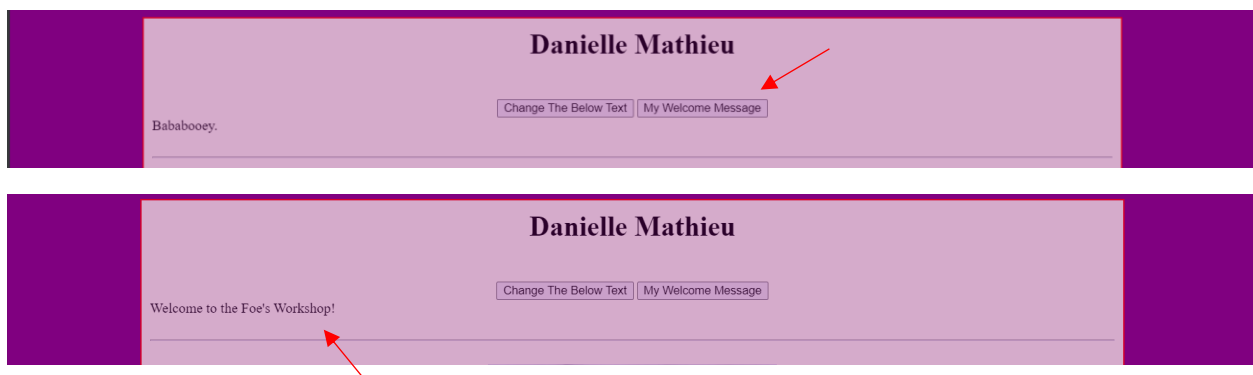 Danielle Mathieu
Change The Below Text My Welcome Message
Bababooey.
Danielle Mathieu
Change The Below Text My Welcome Message
Welcome to the Foe's Workshop!